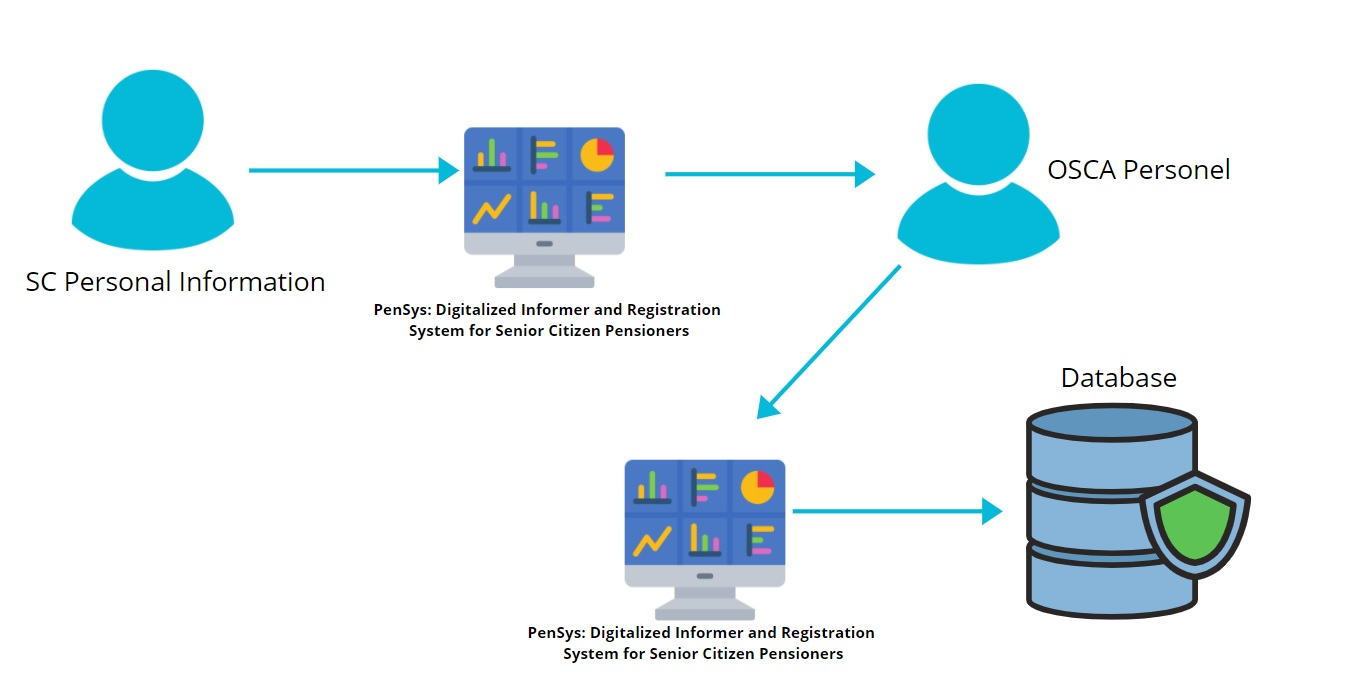 OSCA Personel
SC Personal Information
PenSys: Digitalized Informer and Registration
System for Senior Citizen Pensioners
Database
PenSys: Digitalized Informer and Registration
System for Senior Citizen Pensioners